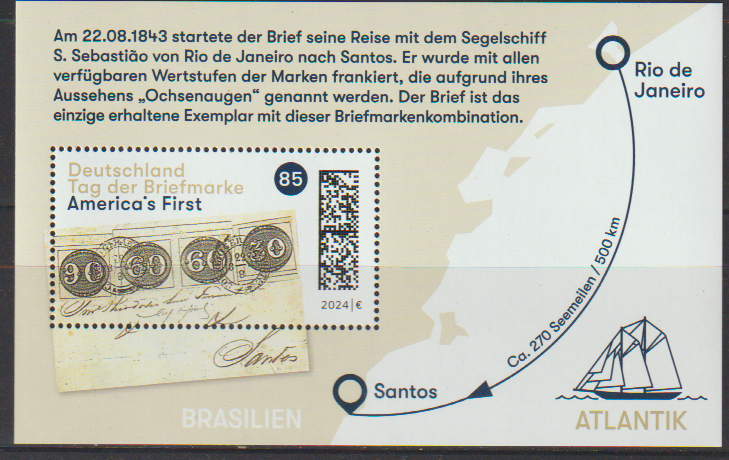 Am 22.08.1843 startete der Brief seine Reise mit dem Segelschiff
S. Sebastião von Rio de Janeiro nach Santos. Er wurde mit allen
verfügbaren Wertstufen der Marken frankiert, die aufgrund ihres
Aussehens „Ochsenaugen“ genannt werden. Der Brief ist das
einzige erhaltene Exemplar mit dieser Briefmarkenkombination.
Rio de
Janeiro
Deutschland
Tag der Briefmarke
America's First
85
90 60 60 30
2024 | €
Santos
Ca. 270 Seemeilen / 500 km
Santos
BRASILIEN
ATLANTIK